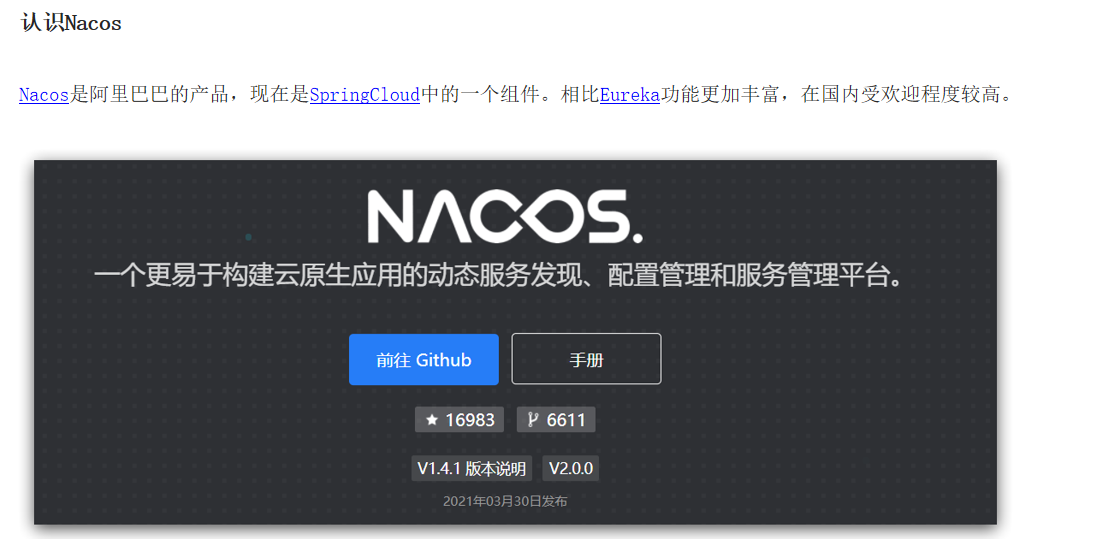 认识Nacos
Nacos是阿里巴巴的产品，现在是SpringCloud中的一个组件。相比Eureka功能更加丰富，在国内受欢迎程度较高。
NACOS.
一个更易于构建云原生应用的动态服务发现、配置管理和服务管理平台。
前往 Github 手册
16983 6611
V1.4.1 版本说明 V2.0.0
2021年03月30日发布